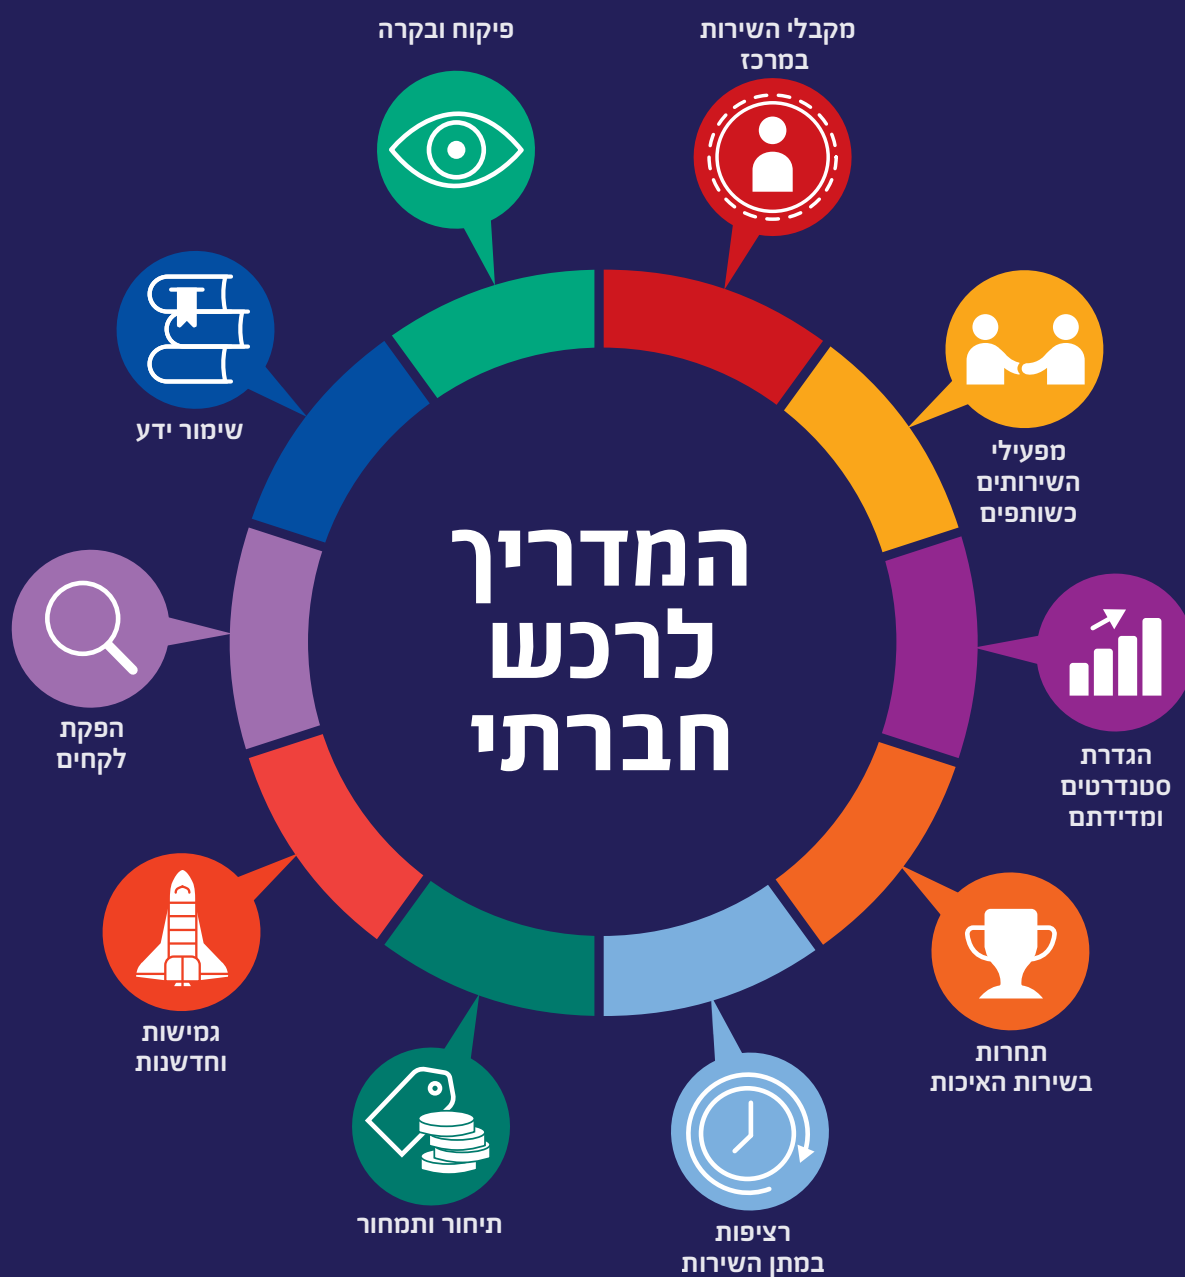 המדריך
לרכש
חברתי
מקבלי השירות
במרכז
מפעילי
השירותים
כשותפים
הגדרת
סטנדרטים
ומדידתם
תחרות
בשירות האיכות
רציפות
במתן השירות
תיחור ותמחור
גמישות
וחדשנות
הפקת
לקחים
שימור ידע
פיקוח ובקרה